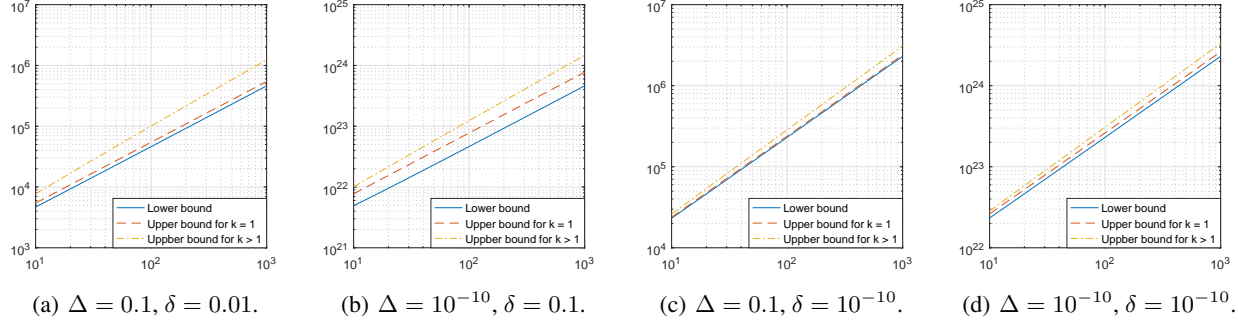 10^7
10^6
10^5
10^4
10^3
10^1
10^2
10^3
Lower bound
Upper bound for k = 1
Uppber bound for k > 1
(a) Δ = 0.1, δ = 0.01.
10^25
10^24
10^23
10^22
10^21
10^1
10^2
10^3
Lower bound
Upper bound for k = 1
Uppber bound for k > 1
(b) Δ = 10^−10, δ = 0.1.
10^7
10^6
10^5
10^4
10^1
10^2
10^3
Lower bound
Upper bound for k = 1
Uppber bound for k > 1
(c) Δ = 0.1, δ = 10^−10.
10^25
10^24
10^23
10^22
10^1
10^2
10^3
Lower bound
Upper bound for k = 1
Uppber bound for k > 1
(d) Δ = 10^−10, δ = 10^−10.